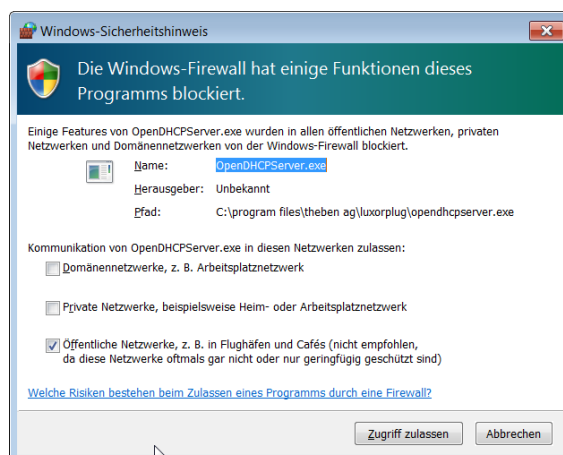 Windows-Sicherheitshinweis
Die Windows-Firewall hat einige Funktionen dieses
Programms blockiert.
Einige Features von OpenDHCPServer.exe wurden in allen öffentlichen Netzwerken, privaten
Netzwerken und Domänennetzwerken von der Windows-Firewall blockiert.
Name: OpenDHCPServer.exe
Herausgeber: Unbekannt
Pfad: C:\program files\theben ag\luxorplug\opendhcpserver.exe
Kommunikation von OpenDHCPServer.exe in diesen Netzwerken zulassen:
Domänennetzwerke, z. B. Arbeitsplatznetzwerk
Private Netzwerke, beispielsweise Heim- oder Arbeitsplatznetzwerk
Öffentliche Netzwerke, z. B. in Flughäfen und Cafés (nicht empfohlen,
da diese Netzwerke oftmals gar nicht oder nur geringfügig geschützt sind)
Welche Risiken bestehen beim Zulassen eines Programms durch eine Firewall?
Zugriff zulassen Abbrechen